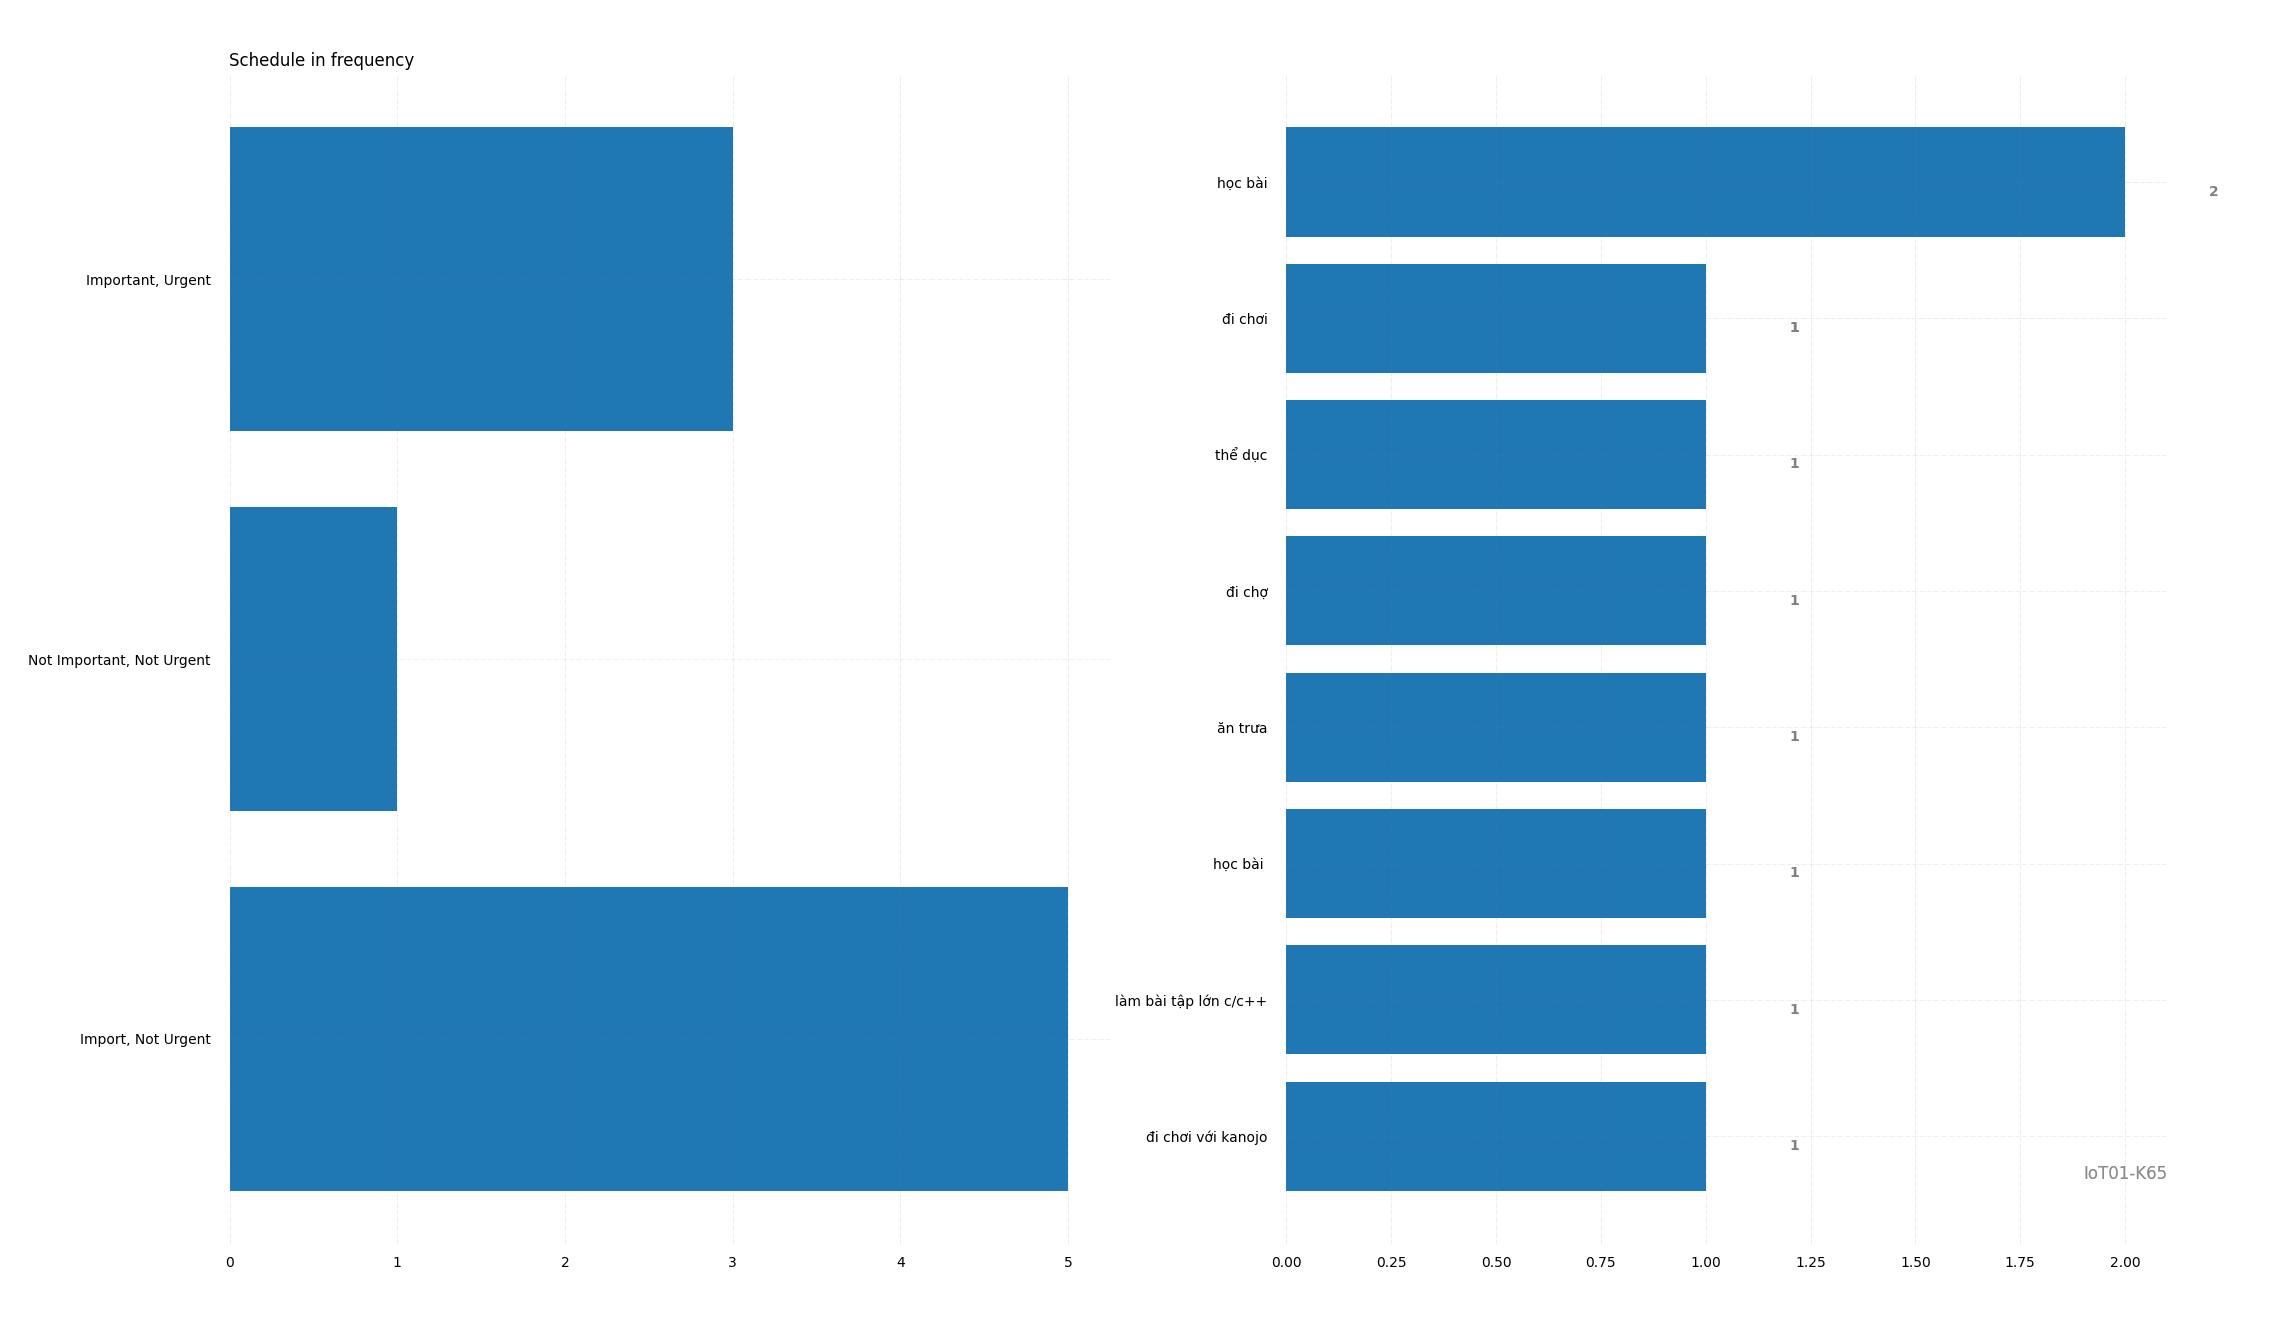 Schedule in frequency
Important, Urgent
Not Important, Not Urgent
Import, Not Urgent
0 1 2 3 4 5
học bài
2
đi chơi
1
thể dục
1
đi chợ
1
ăn trưa
1
học bài
1
làm bài tập lớn c/c++
1
đi chơi với kanojo
1
IoT01-K65
0.00 0.25 0.50 0.75 1.00 1.25 1.50 1.75 2.00